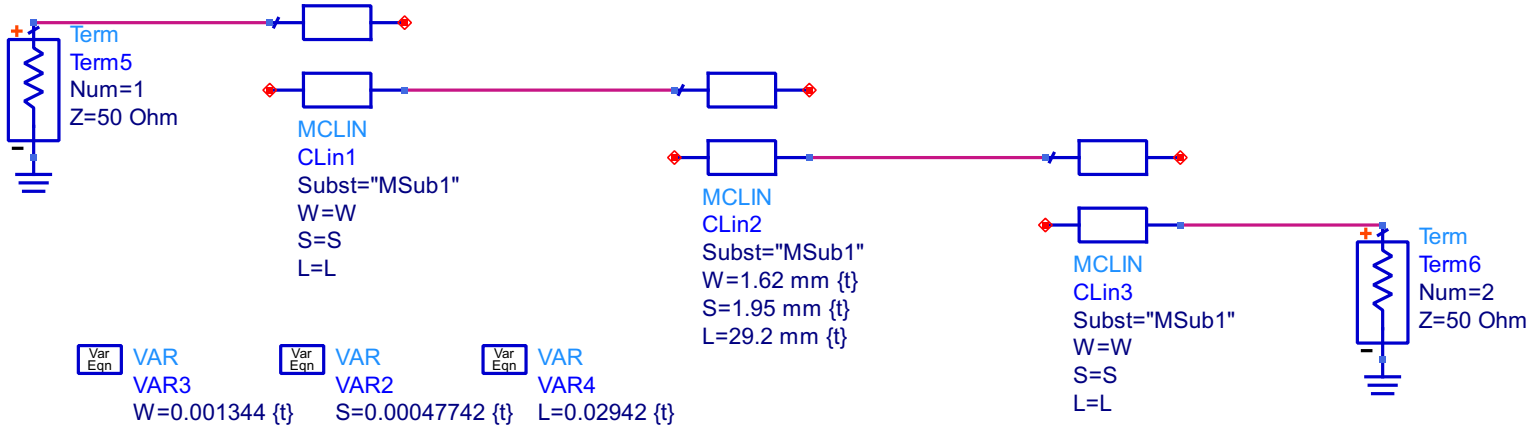 +
Term
Term5
Num=1
Z=50 Ohm
-
MCLIN
CLin1
Subst="MSub1"
W=W
S=S
L=L
MCLIN
CLin2
Subst="MSub1"
W=1.62 mm {t}
S=1.95 mm {t}
L=29.2 mm {t}
MCLIN
CLin3
Subst="MSub1"
W=W
S=S
L=L
+
Term
Term6
Num=2
Z=50 Ohm
-
Var
Eqn
VAR
VAR3
W=0.001344 {t}
Var
Eqn
VAR
VAR2
S=0.00047742 {t}
Var
Eqn
VAR
VAR4
L=0.02942 {t}